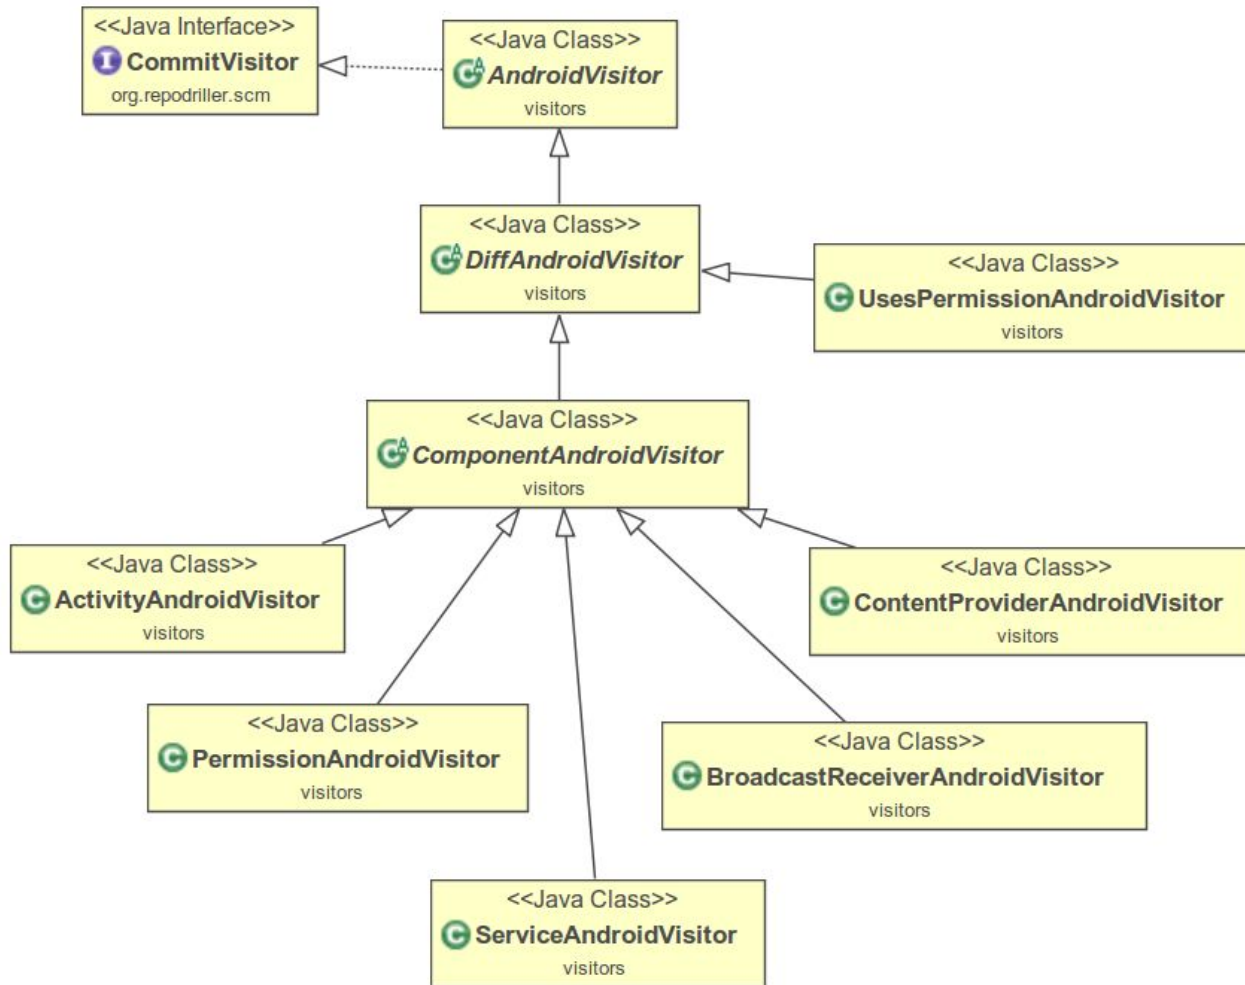 <<Java Interface>>
CommitVisitor
org.repodriller.scm
<<Java Class>>
AndroidVisitor
visitors
<<Java Class>>
DiffAndroidVisitor
visitors
<<Java Class>>
UsesPermissionAndroidVisitor
visitors
<<Java Class>>
ComponentAndroidVisitor
visitors
<<Java Class>>
ActivityAndroidVisitor
visitors
<<Java Class>>
ContentProviderAndroidVisitor
visitors
<<Java Class>>
PermissionAndroidVisitor
visitors
<<Java Class>>
BroadcastReceiverAndroidVisitor
visitors
<<Java Class>>
ServiceAndroidVisitor
visitors